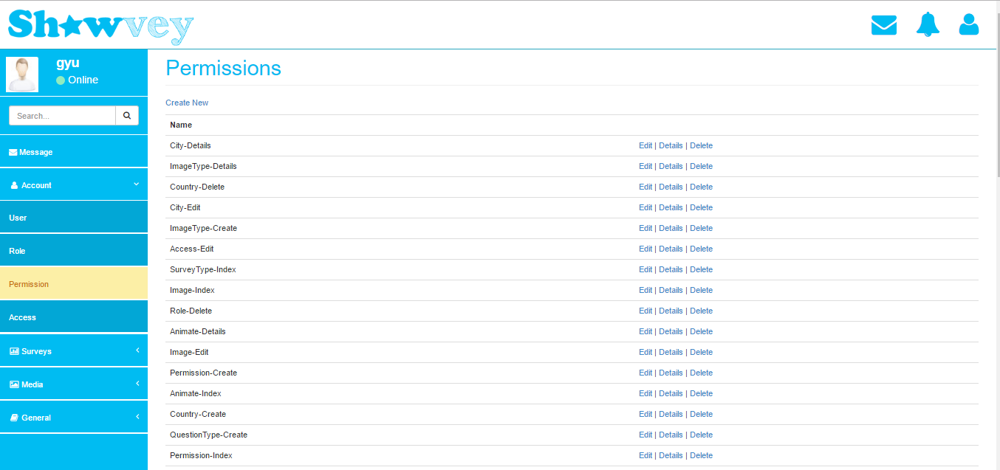 Showvey
gyu
Online
Search...
Message
Account
User
Role
Permission
Access
Surveys
Media
General
Permissions
Create New
Name
City-Details Edit | Details | Delete
ImageType-Details Edit | Details | Delete
Country-Delete Edit | Details | Delete
City-Edit Edit | Details | Delete
ImageType-Create Edit | Details | Delete
Access-Edit Edit | Details | Delete
SurveyType-Index Edit | Details | Delete
Image-Index Edit | Details | Delete
Role-Delete Edit | Details | Delete
Animate-Details Edit | Details | Delete
Image-Edit Edit | Details | Delete
Permission-Create Edit | Details | Delete
Animate-Index Edit | Details | Delete
Country-Create Edit | Details | Delete
QuestionType-Create Edit | Details | Delete
Permission-Index Edit | Details | Delete